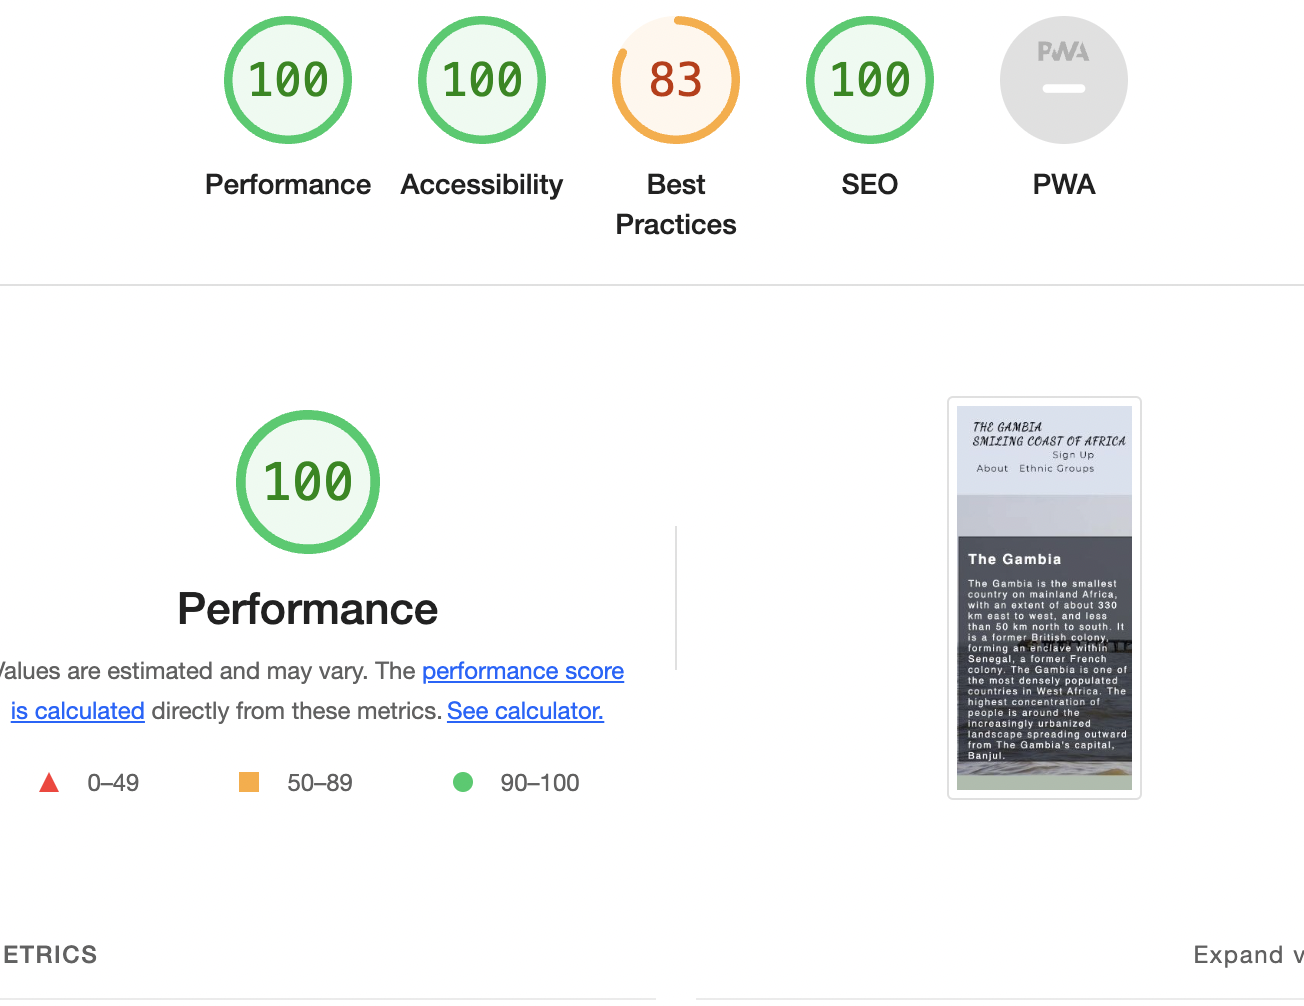 100
100
83
100
PWA
Performance
Accessibility
Best
Practices
SEO
PWA
100
Performance
Values are estimated and may vary. The performance score
is calculated directly from these metrics. See calculator.
0–49
50–89
90–100
THE GAMBIA
SMILING COAST OF AFRICA
Sign Up
About Ethnic Groups
The Gambia
The Gambia is the smallest
country on mainland Africa,
with an extent of about 330
km east to west, and less
than 50 km north to south. It
is a former British colony,
forming an enclave within
Senegal, a former French
colony. The Gambia is one of
the most densely populated
countries in West Africa. The
highest concentration of
people is around the
increasingly urbanized
landscape spreading outward
from The Gambia's capital,
Banjul.
ETRICS
Expand v